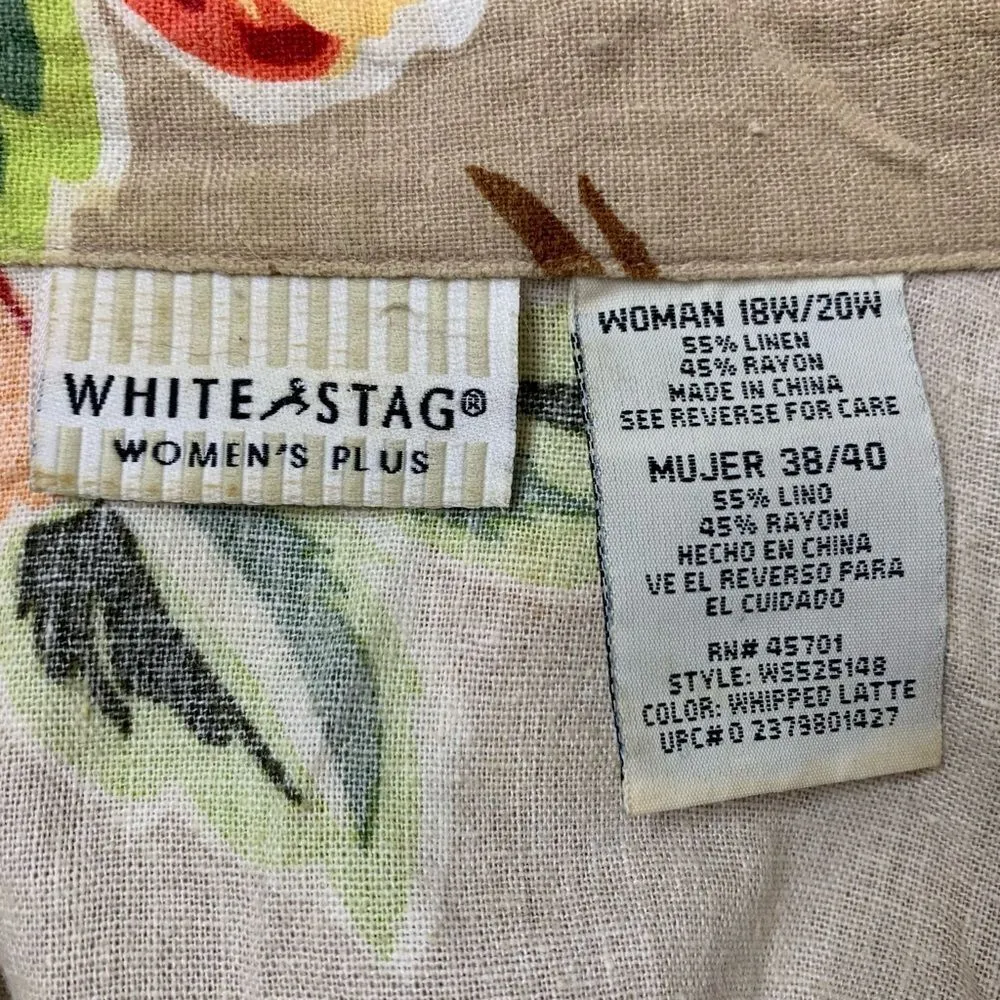 WHITE STAG®
WOMEN'S PLUS
WOMAN 18W/20W
55% LINEN
45% RAYON
MADE IN CHINA
SEE REVERSE FOR CARE
MUJER 38/40
55% LINO
45% RAYON
HECHO EN CHINA
VE EL REVERSO PARA
EL CUIDADO
RN# 45701
STYLE: WS525148
COLOR: WHIPPED LATTE
UPC# 0 2379801427